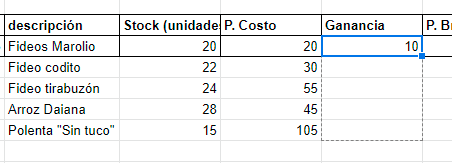 descripción Stock (unidades P. Costo Ganancia P. B
Fideos Marolio 20 20 10
Fideo codito 22 30
Fideo tirabuzón 24 55
Arroz Daiana 28 45
Polenta "Sin tuco" 15 105